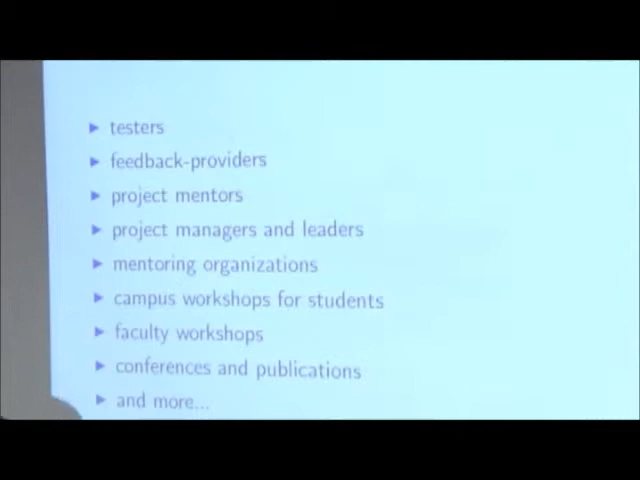 testers
feedback-providers
project mentors
project managers and leaders
mentoring organizations
campus workshops for students
faculty workshops
conferences and publications
and more...